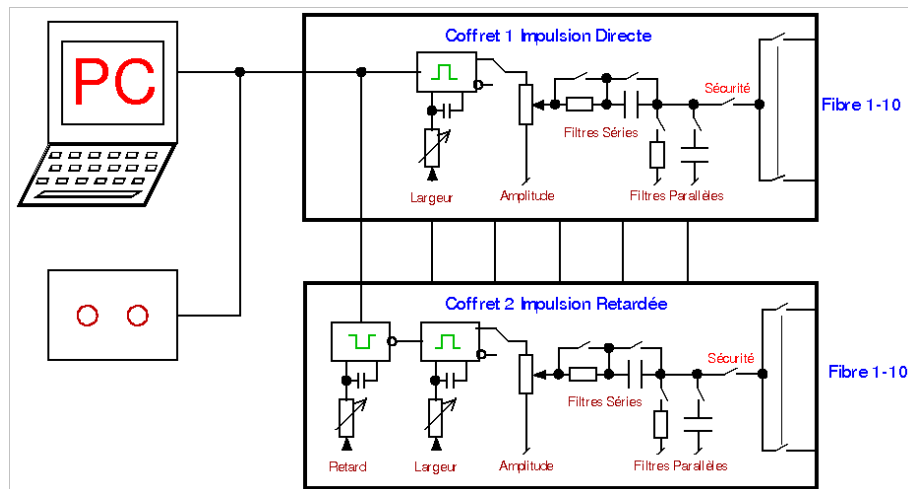 PC
Coffret 1 Impulsion Directe
Sécurité
Fibre 1-10
Filtres Séries
Largeur
Amplitude
Filtres Parallèles
Coffret 2 Impulsion Retardée
Sécurité
Fibre 1-10
Filtres Séries
Retard
Largeur
Amplitude
Filtres Parallèles